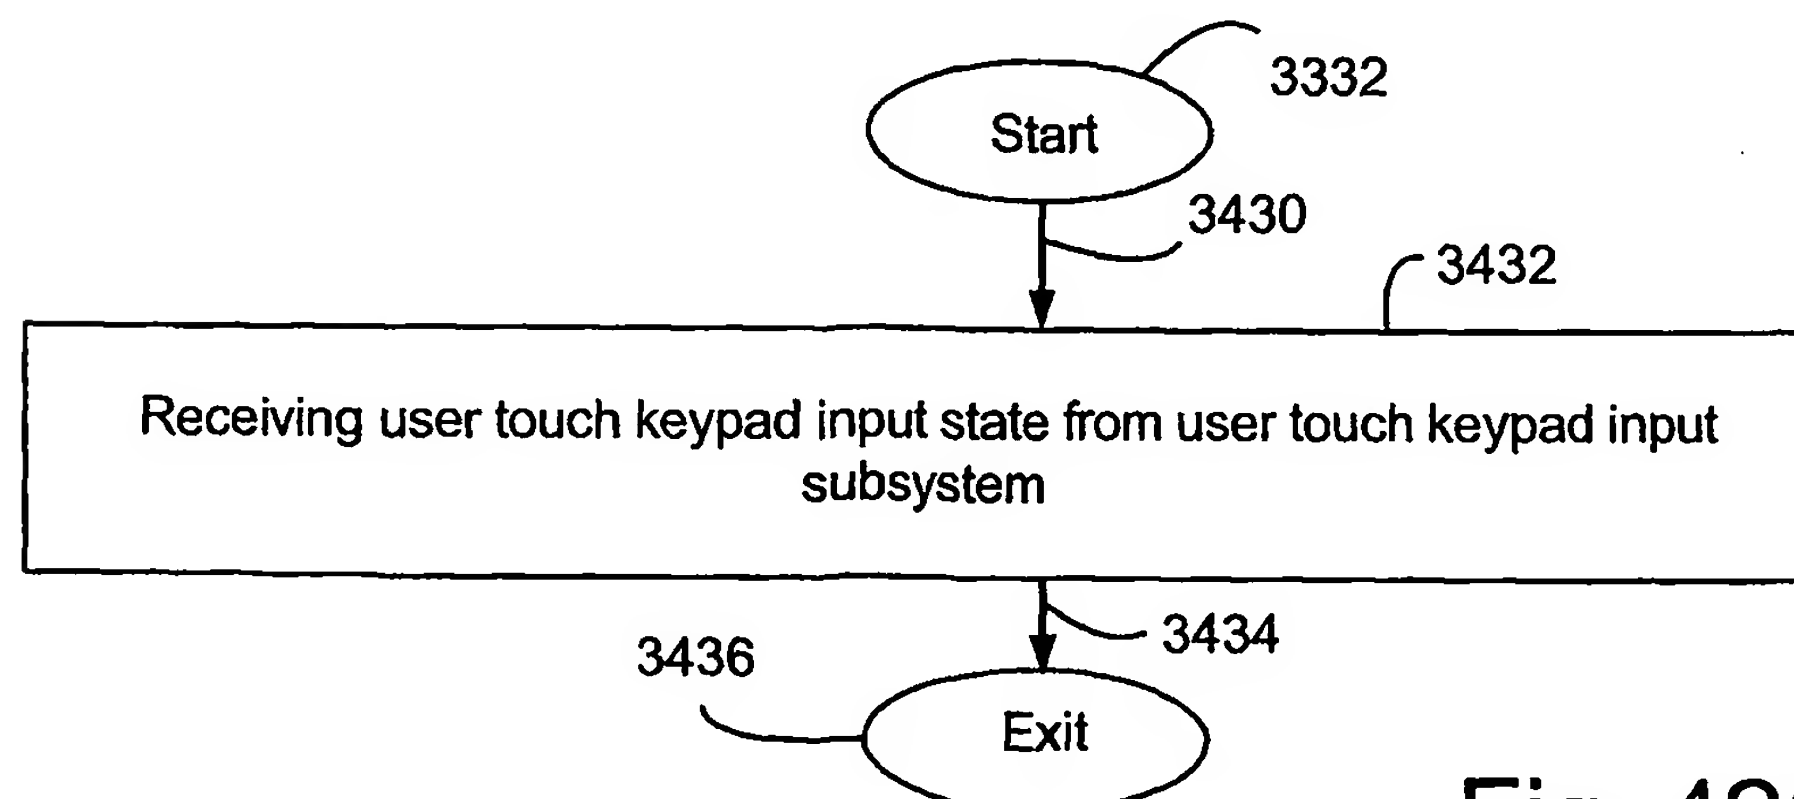 3332
Start
3430
3432
Receiving user touch keypad input state from user touch keypad input
subsystem
3434
3436
Exit